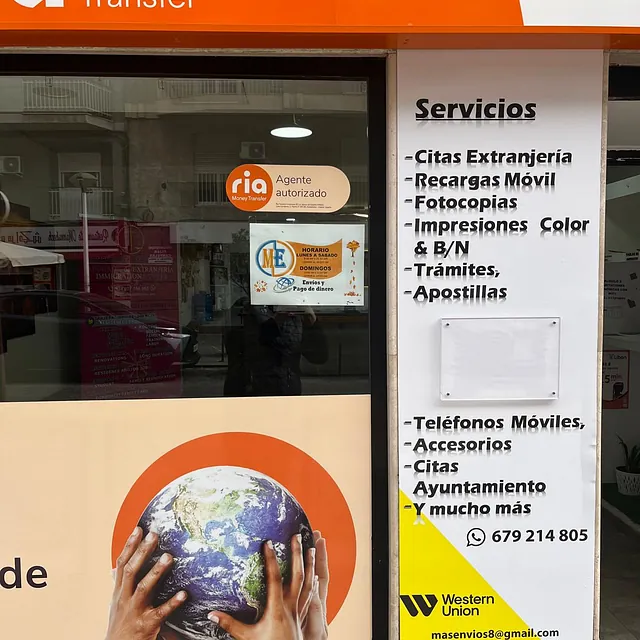 Transfer
ria
Money Transfer
Agente
autorizado
ME
HORARIO
LUNES A SABADO
DOMINGOS
Envíos y
Pago de dinero
Servicios
-Citas Extranjería
-Recargas Móvil
-Fotocopias
-Impresiones Color
& B/N
-Trámites,
-Apostillas
-Teléfonos Móviles,
-Accesorios
-Citas
Ayuntamiento
-Y mucho más
679 214 805
de
Western
Union
masenvios8@gmail.com